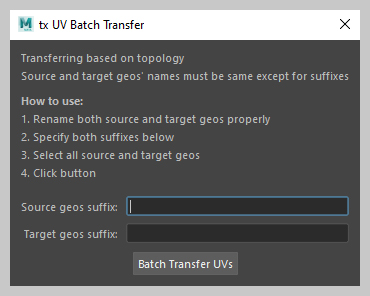 tx UV Batch Transfer
Transferring based on topology
Source and target geos' names must be same except for suffixes
How to use:
1. Rename both source and target geos properly
2. Specify both suffixes below
3. Select all source and target geos
4. Click button
Source geos suffix:
Target geos suffix:
Batch Transfer UVs